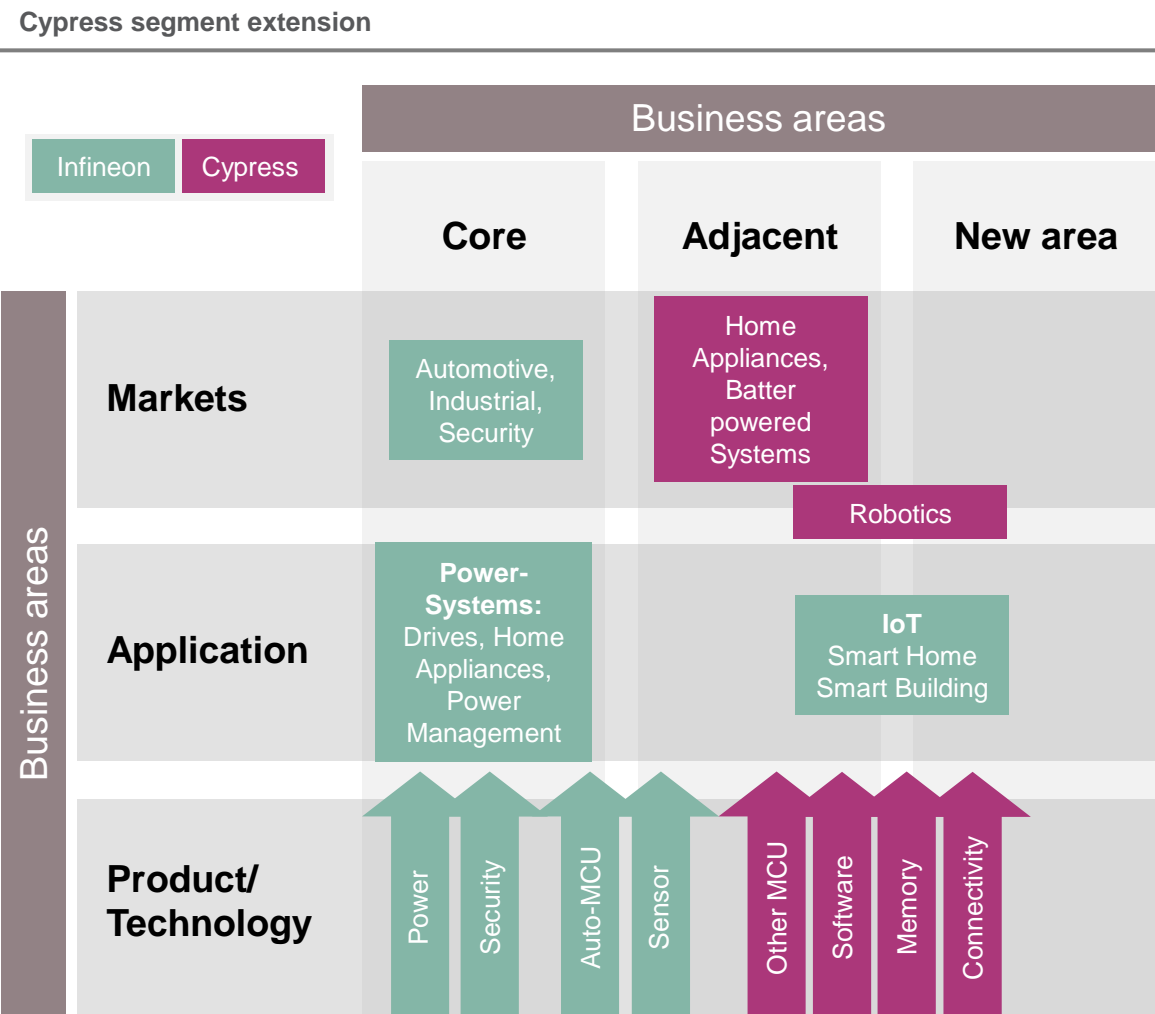 Cypress segment extension
Business areas
Infineon
Cypress
Core
Adjacent
New area
Business areas
Markets
Automotive,
Industrial,
Security
Home
Appliances,
Batter
powered
Systems
Robotics
Application
Power-
Systems:
Drives, Home
Appliances,
Power
Management
IoT
Smart Home
Smart Building
Product/
Technology
Power
Security
Auto-MCU
Sensor
Other MCU
Software
Memory
Connectivity